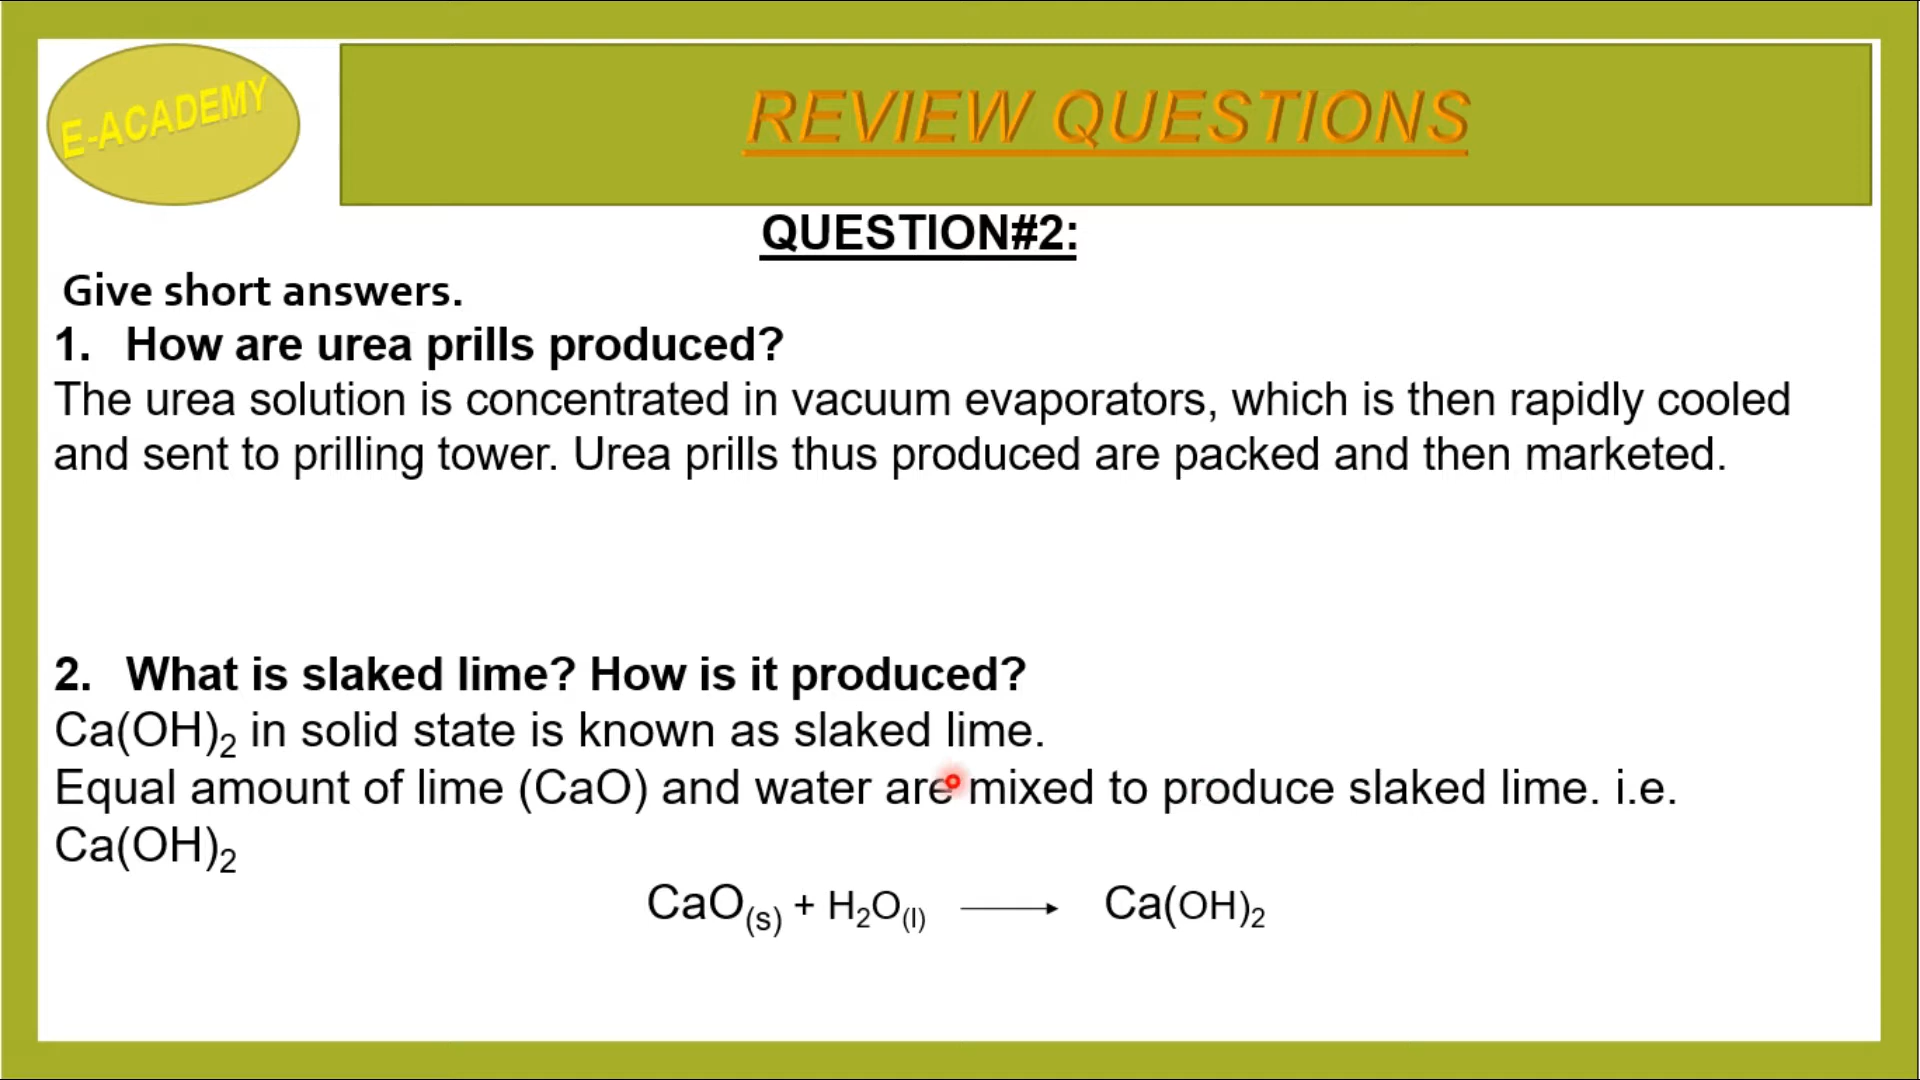 E-ACADEMY
REVIEW QUESTIONS
QUESTION#2:
Give short answers.
1. How are urea prills produced?
The urea solution is concentrated in vacuum evaporators, which is then rapidly cooled
and sent to prilling tower. Urea prills thus produced are packed and then marketed.
2. What is slaked lime? How is it produced?
Ca(OH)₂ in solid state is known as slaked lime.
Equal amount of lime (CaO) and water are mixed to produce slaked lime. i.e.
Ca(OH)₂
CaO(s) + H₂O(l) ⟶ Ca(OH)₂